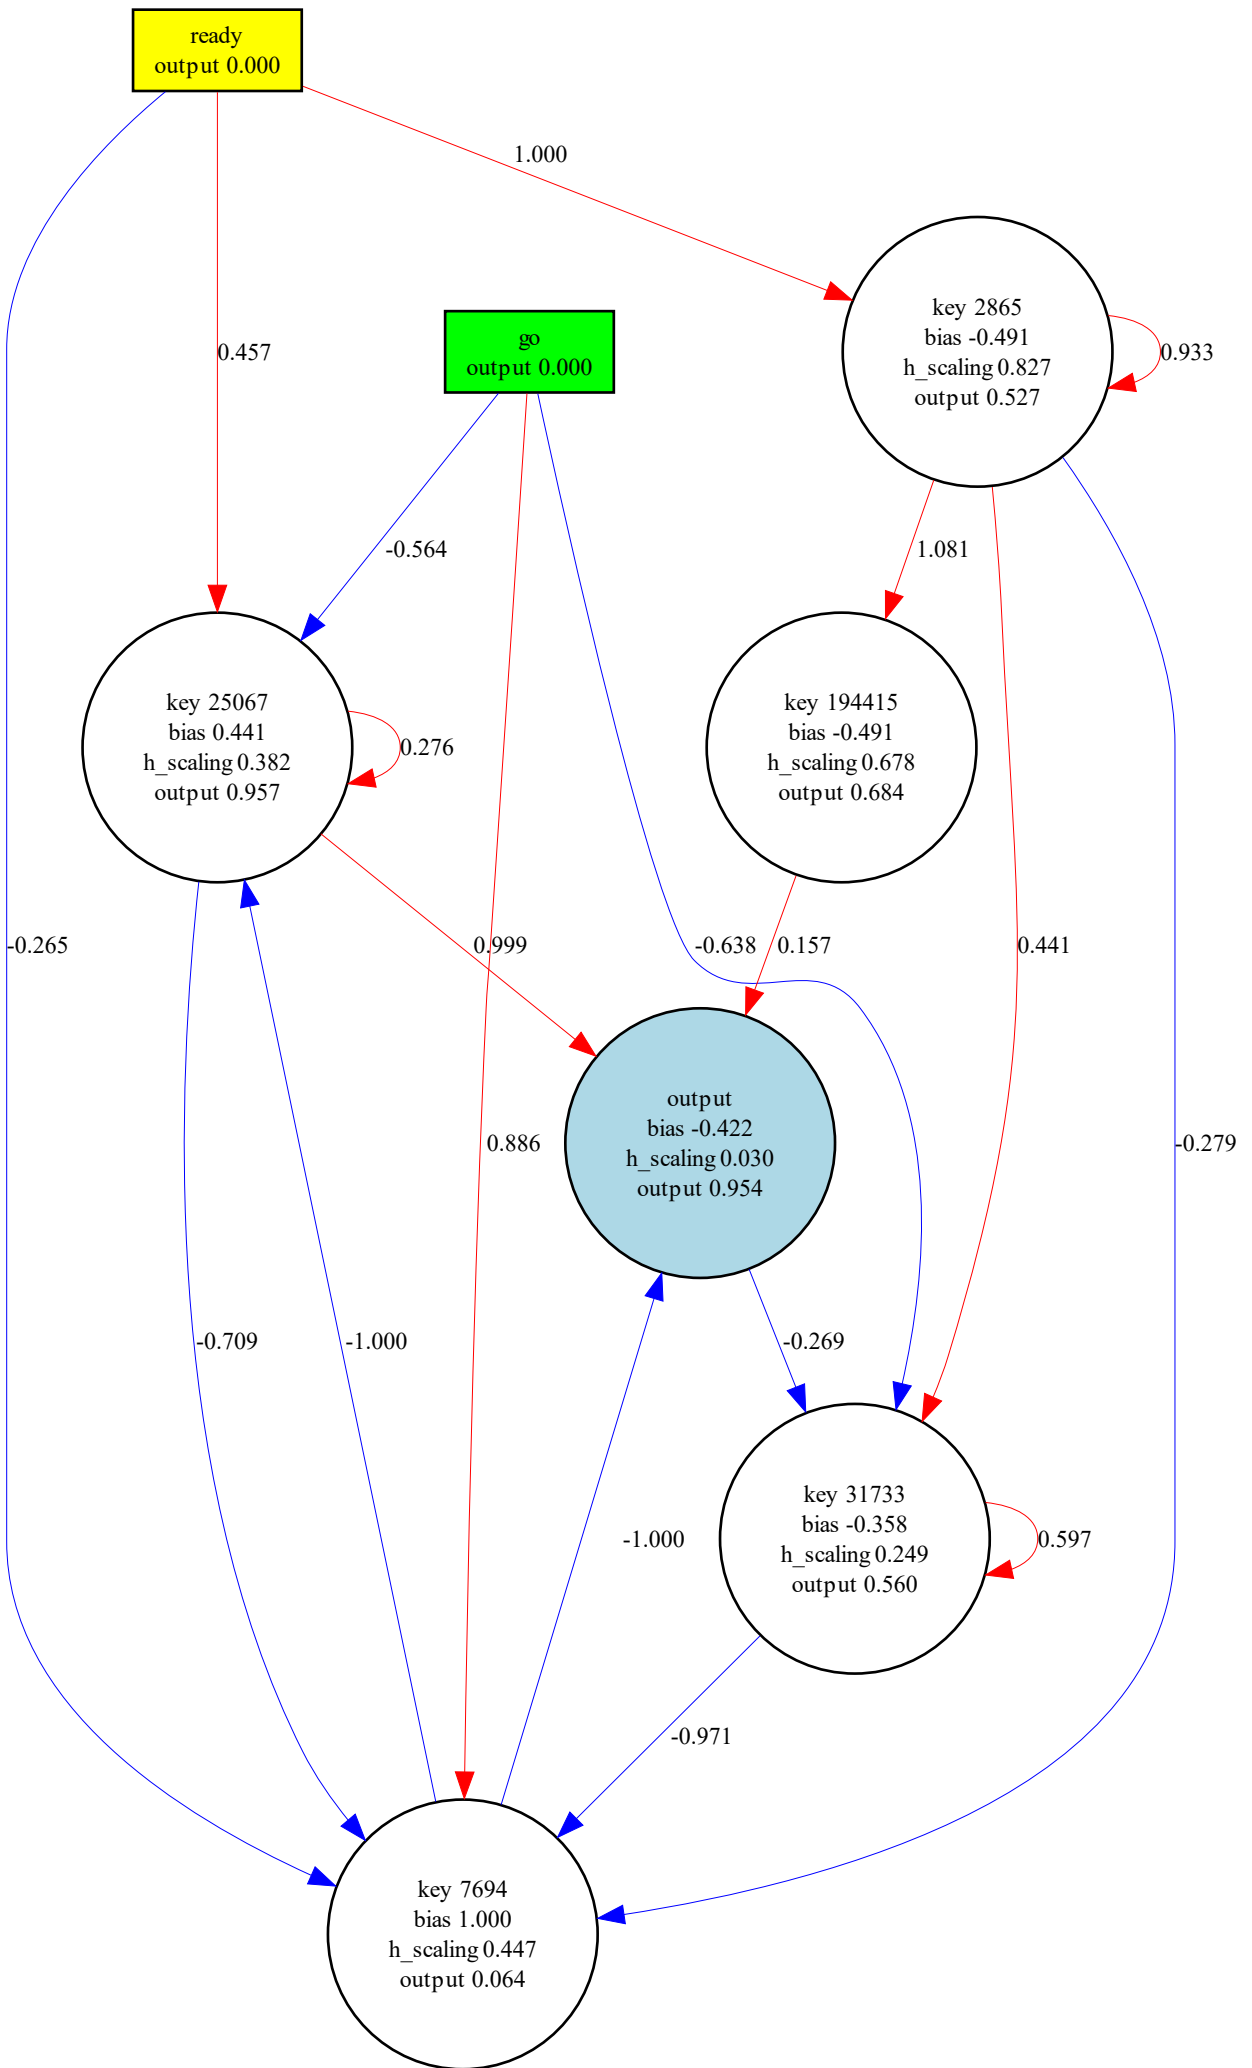 ready
output 0.000
1.000
key 2865
bias -0.491
h_scaling 0.827
output 0.527
0.933
go
output 0.000
0.457
-0.564
1.081
key 25067
bias 0.441
h_scaling 0.382
output 0.957
0.276
key 194415
bias -0.491
h_scaling 0.678
output 0.684
-0.265
0.999
-0.638
0.157
0.441
output
bias -0.422
h_scaling 0.030
output 0.954
0.886
-0.279
-0.709
-1.000
-0.269
key 31733
bias -0.358
h_scaling 0.249
output 0.560
-1.000
0.597
-0.971
key 7694
bias 1.000
h_scaling 0.447
output 0.064